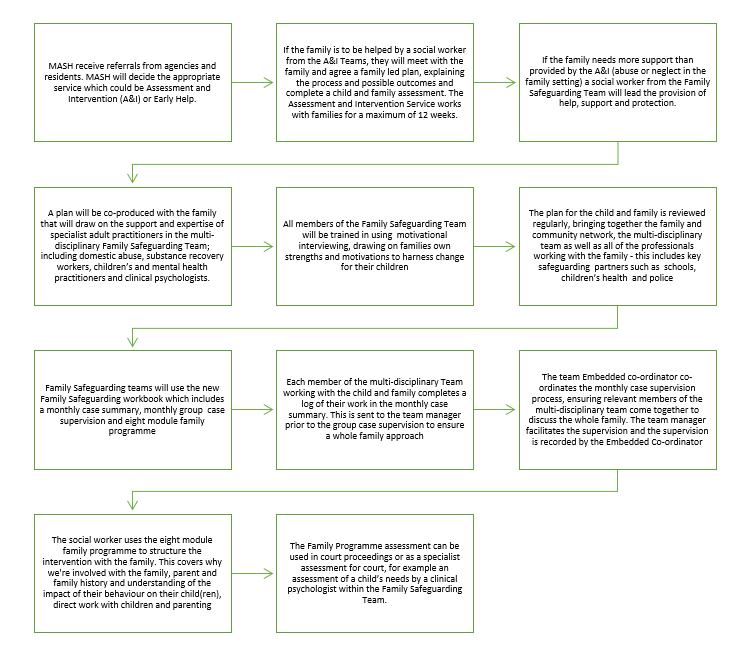 MASH receive referrals from agencies and
residents. MASH will decide the appropriate
service which could be Assessment and
Intervention (A&I) or Early Help.
If the family is to be helped by a social worker
from the A&I Teams, they will meet with the
family and agree a family led plan, explaining
the process and possible outcomes and
complete a child and family assessment. The
Assessment and Intervention Service works
with families for a maximum of 12 weeks.
If the family needs more support than
provided by the A&I (abuse or neglect in the
family setting) a social worker from the Family
Safeguarding Team will lead the provision of
help, support and protection.
A plan will be co-produced with the family
that will draw on the support and expertise of
specialist adult practitioners in the multi-
disciplinary Family Safeguarding Team;
including domestic abuse, substance recovery
workers, children's and mental health
practitioners and clinical psychologists.
All members of the Family Safeguarding Team
will be trained in using motivational
interviewing, drawing on families own
strengths and motivations to harness change
for their children
The plan for the child and family is reviewed
regularly, bringing together the family and
community network, the multi-disciplinary
team as well as all of the professionals
working with the family - this includes key
safeguarding partners such as schools,
children's health and police
Family Safeguarding teams will use the new
Family Safeguarding workbook which includes
a monthly case summary, monthly group case
supervision and eight module family
programme
Each member of the multi-disciplinary Team
working with the child and family completes a
log of their work in the monthly case
summary. This is sent to the team manager
prior to the group case supervision to ensure
a whole family approach
The team Embedded co-ordinator co-
ordinates the monthly case supervision
process, ensuring relevant members of the
multi-disciplinary team come together to
discuss the whole family. The team manager
facilitates the supervision and the supervision
is recorded by the Embedded Co-ordinator
The social worker uses the eight module
family programme to structure the
intervention with the family. This covers why
we're involved with the family, parent and
family history and understanding of the
impact of their behaviour on their child(ren),
direct work with children and parenting
The Family Programme assessment can be
used in court proceedings or as a specialist
assessment for court, for example an
assessment of a child's needs by a clinical
psychologist within the Family Safeguarding
Team.